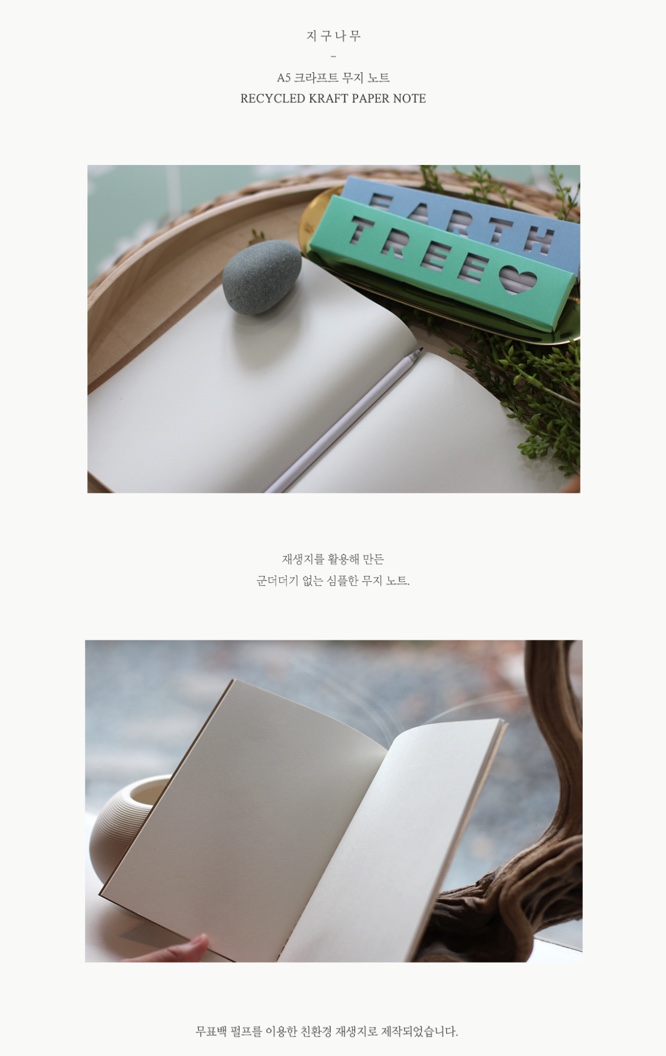 지구나무
–
A5 크라프트 무지 노트
RECYCLED KRAFT PAPER NOTE
EARTH
TREE♥
재생지를 활용해 만든
군더더기 없는 심플한 무지 노트.
무표백 펄프를 이용한 친환경 재생지로 제작되었습니다.